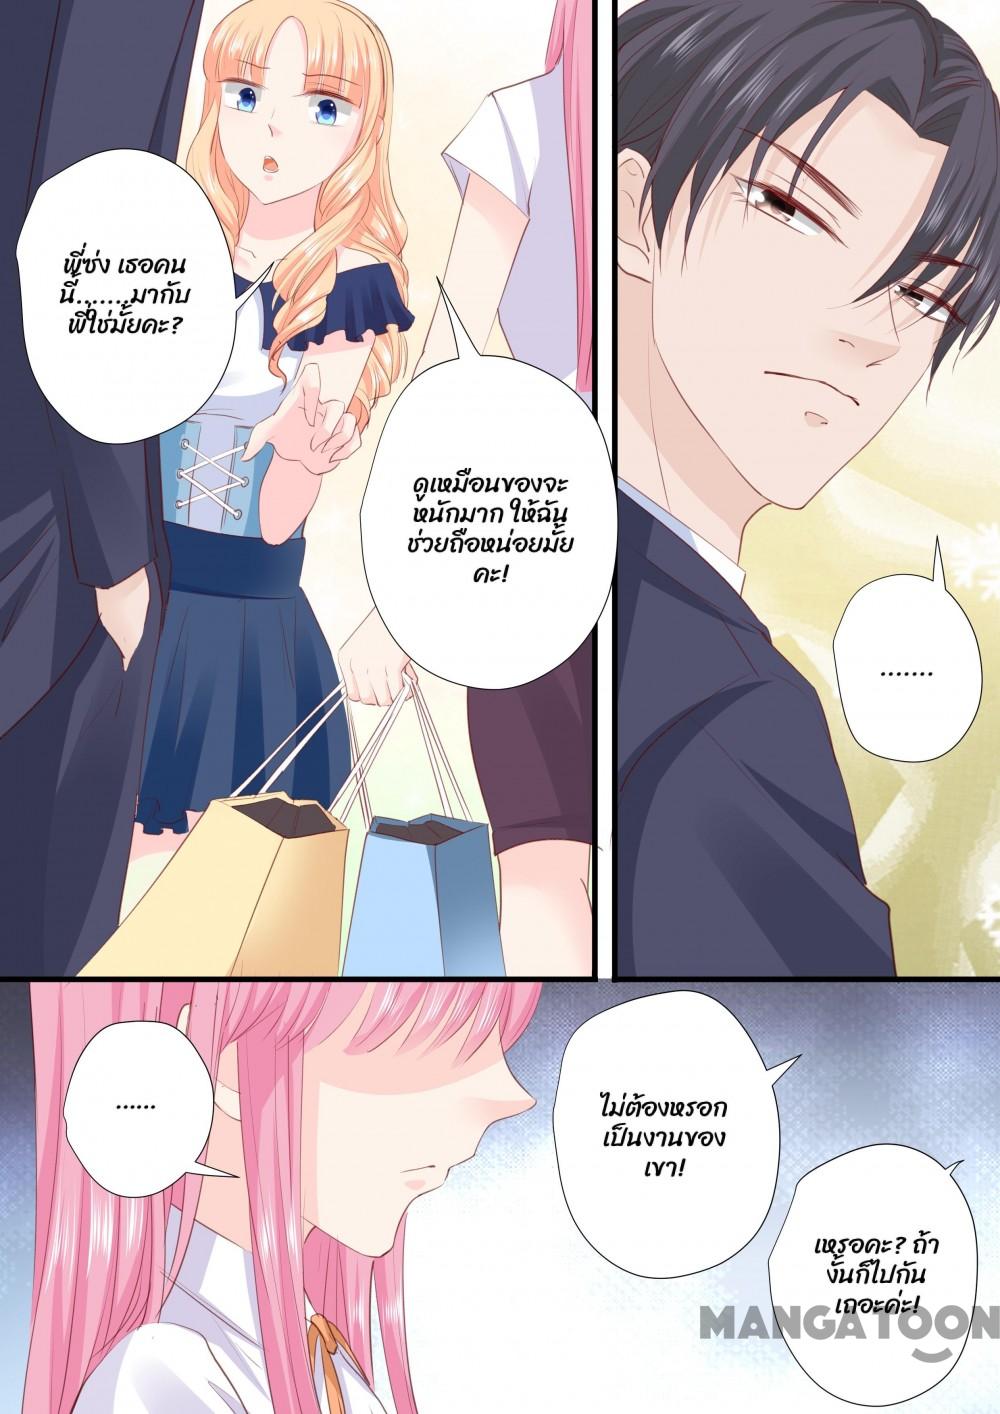 พี่ซ่ง เธอคน
นี้.......มากับ
พี่ใช่มั้ยคะ?
ดูเหมือนของจะ
หนักมาก ให้ฉัน
ช่วยถือหน่อยมั้ย
คะ!
.......
......
ไม่ต้องหรอก
เป็นงานของ
เขา!
เหรอคะ? ถ้า
งั้นก็ไปกัน
เถอะค่ะ!
MANGATOON